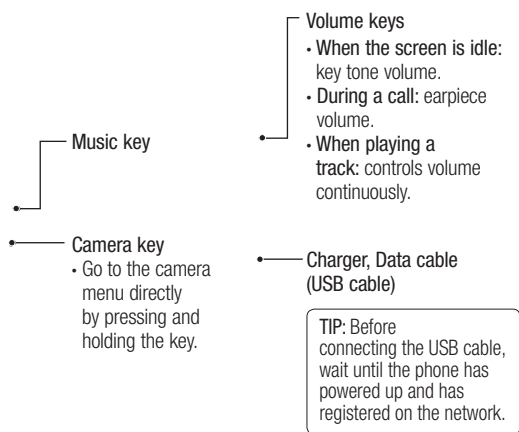 Music key
Camera key
• Go to the camera
menu directly
by pressing and
holding the key.
Volume keys
• When the screen is idle:
key tone volume.
• During a call: earpiece
volume.
• When playing a
track: controls volume
continuously.
Charger, Data cable
(USB cable)
TIP: Before
connecting the USB cable,
wait until the phone has
powered up and has
registered on the network.